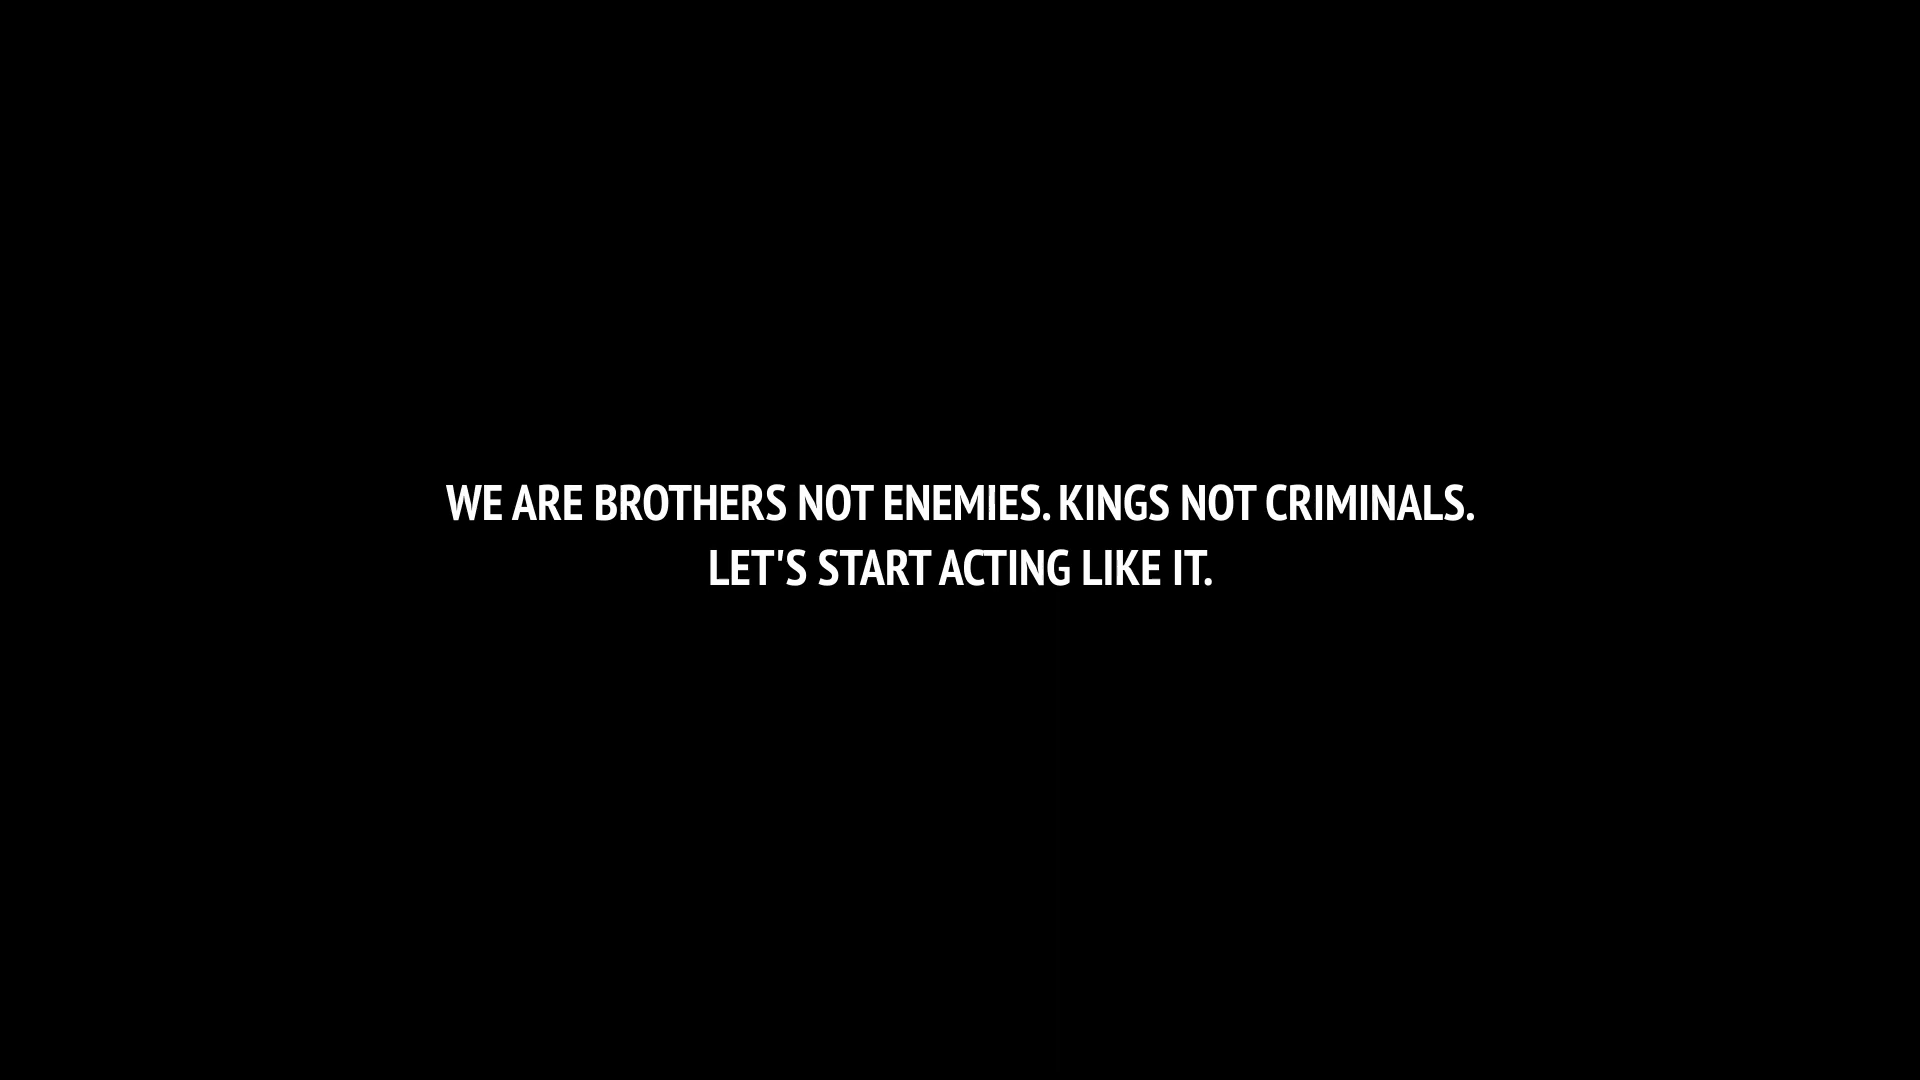 WE ARE BROTHERS NOT ENEMIES. KINGS NOT CRIMINALS.
LET'S START ACTING LIKE IT.